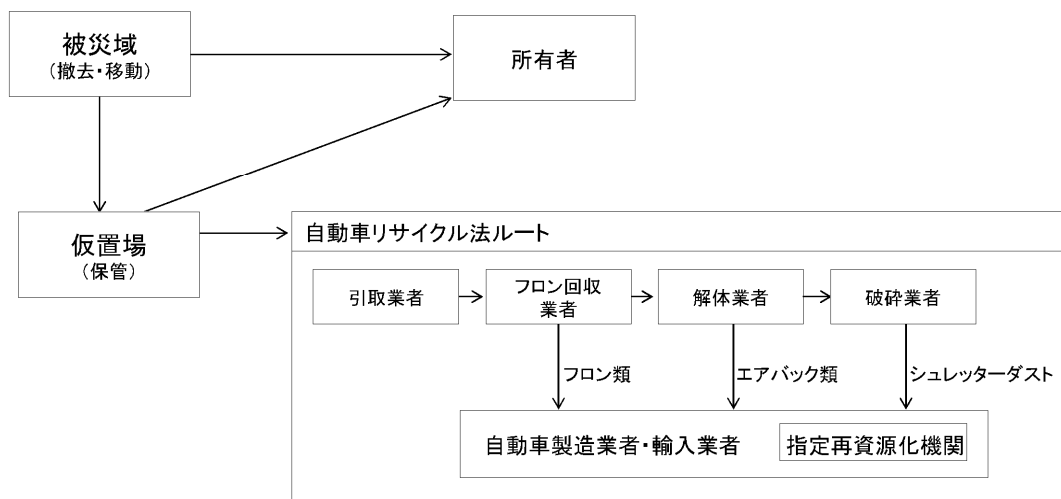 被災域
(撤去・移動)
所有者
仮置場
(保管)
自動車リサイクル法ルート
引取業者
フロン回収
業者
解体業者
破砕業者
フロン類
エアバック類
シュレッターダスト
自動車製造業者・輸入業者
指定再資源化機関